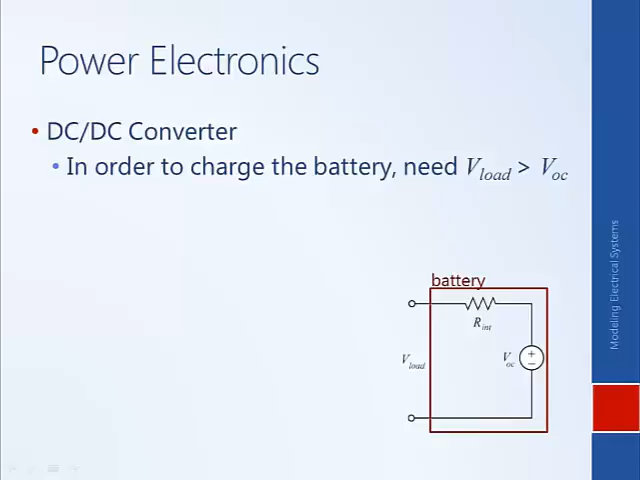 Power Electronics
• DC/DC Converter
• In order to charge the battery, need V_load > V_oc
battery
R_int
V_load
V_oc
+
−
Modeling Electrical Systems